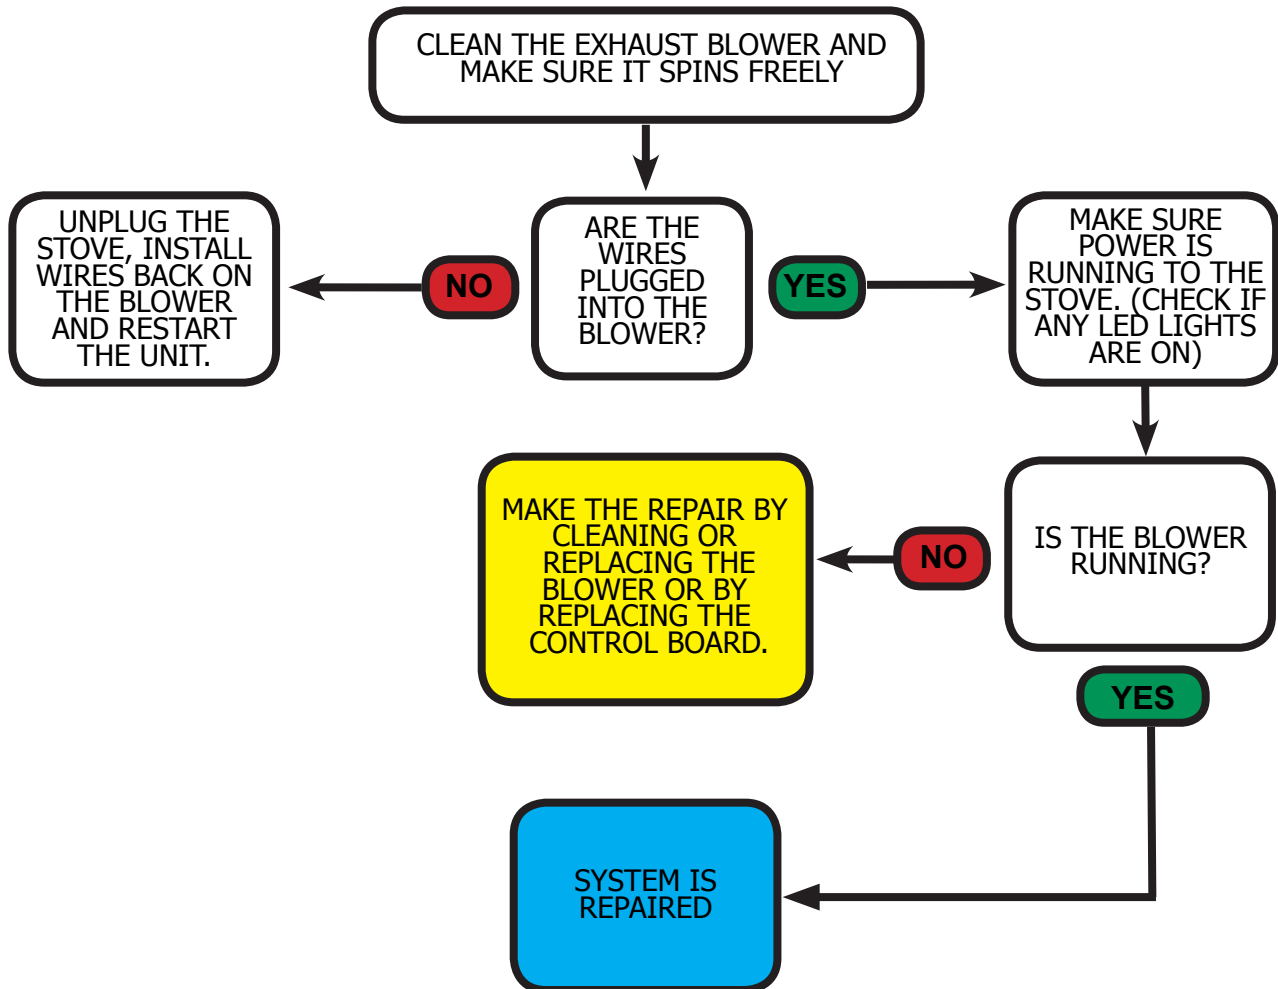 CLEAN THE EXHAUST BLOWER AND
MAKE SURE IT SPINS FREELY
UNPLUG THE
STOVE, INSTALL
WIRES BACK ON
THE BLOWER
AND RESTART
THE UNIT.
NO
ARE THE
WIRES
PLUGGED
INTO THE
BLOWER?
YES
MAKE SURE
POWER IS
RUNNING TO THE
STOVE. (CHECK IF
ANY LED LIGHTS
ARE ON)
IS THE BLOWER
RUNNING?
NO
MAKE THE REPAIR BY
CLEANING OR
REPLACING THE
BLOWER OR BY
REPLACING THE
CONTROL BOARD.
YES
SYSTEM IS
REPAIRED